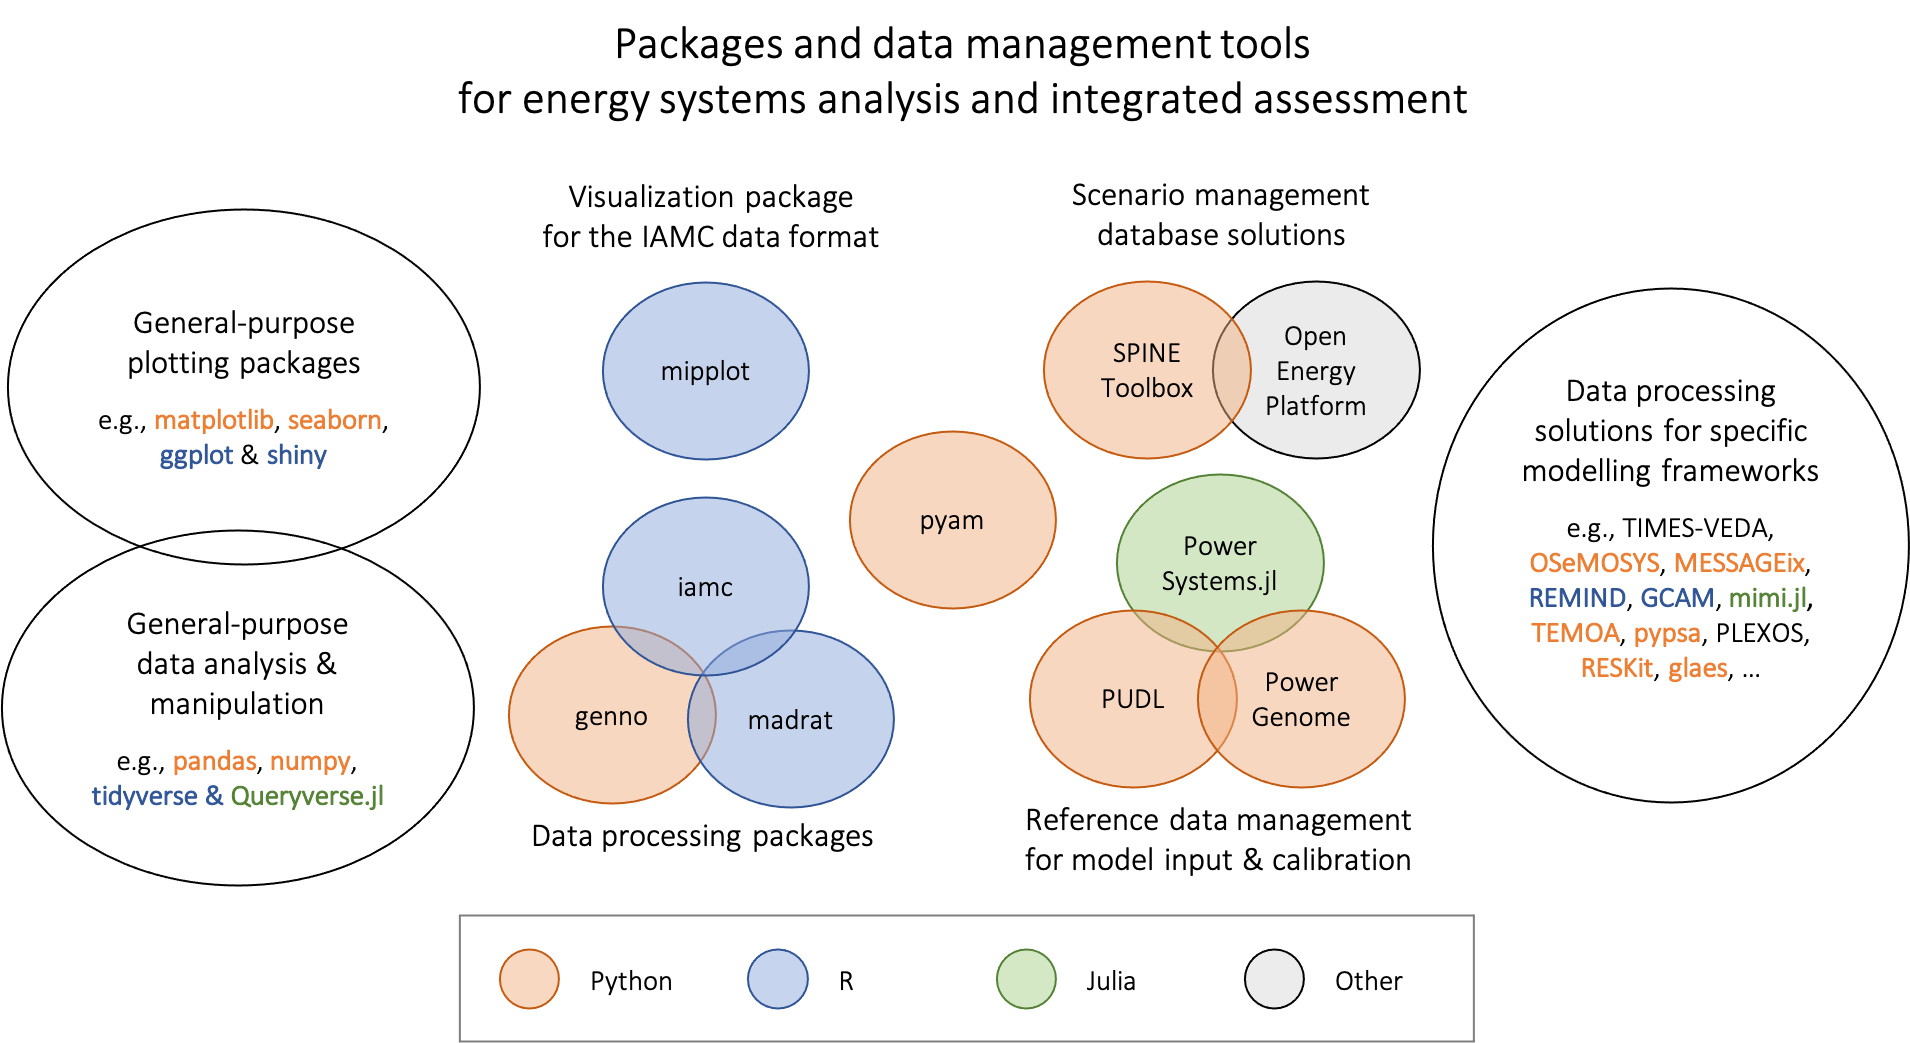 Packages and data management tools
for energy systems analysis and integrated assessment
General-purpose
plotting packages
e.g., matplotlib, seaborn,
ggplot & shiny
General-purpose
data analysis &
manipulation
e.g., pandas, numpy,
tidyverse & Queryverse.jl
Visualization package
for the IAMC data format
mipplot
iamc
genno
madrat
Data processing packages
pyam
Scenario management
database solutions
SPINE
Toolbox
Open
Energy
Platform
Power
Systems.jl
PUDL
Power
Genome
Reference data management
for model input & calibration
Data processing
solutions for specific
modelling frameworks
e.g., TIMES-VEDA,
OSeMOSYS, MESSAGEix,
REMIND, GCAM, mimi.jl,
TEMOA, pypsa, PLEXOS,
RESKit, glaes, ...
Python
R
Julia
Other